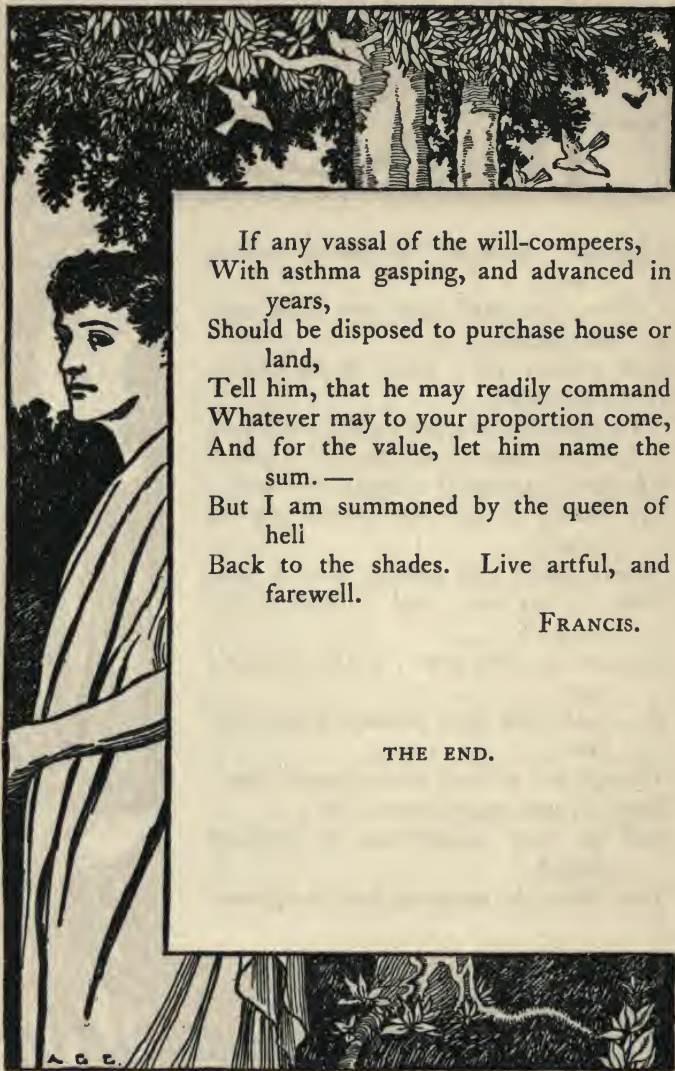 If any vassal of the will-compeers,
With asthma gasping, and advanced in
years,
Should be disposed to purchase house or
land,
Tell him, that he may readily command
Whatever may to your proportion come,
And for the value, let him name the
sum. —
But I am summoned by the queen of
hell
Back to the shades. Live artful, and
farewell.
FRANCIS.
THE END.